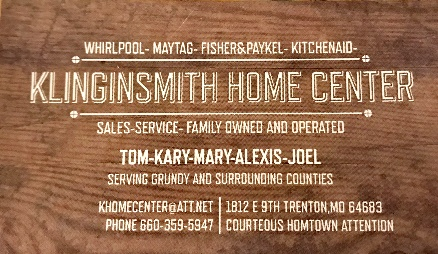 WHIRLPOOL- MAYTAG- FISHER&PAYKEL- KITCHENAID-
KLINGINSMITH HOME CENTER
SALES-SERVICE- FAMILY OWNED AND OPERATED
TOM-KARY-MARY-ALEXIS-JOEL
SERVING GRUNDY AND SURROUNDING COUNTIES
KHOMECENTER@ATT.NET | 1812 E 9TH TRENTON,MO 64683
PHONE 660-359-5947 | COURTEOUS HOMTOWN ATTENTION